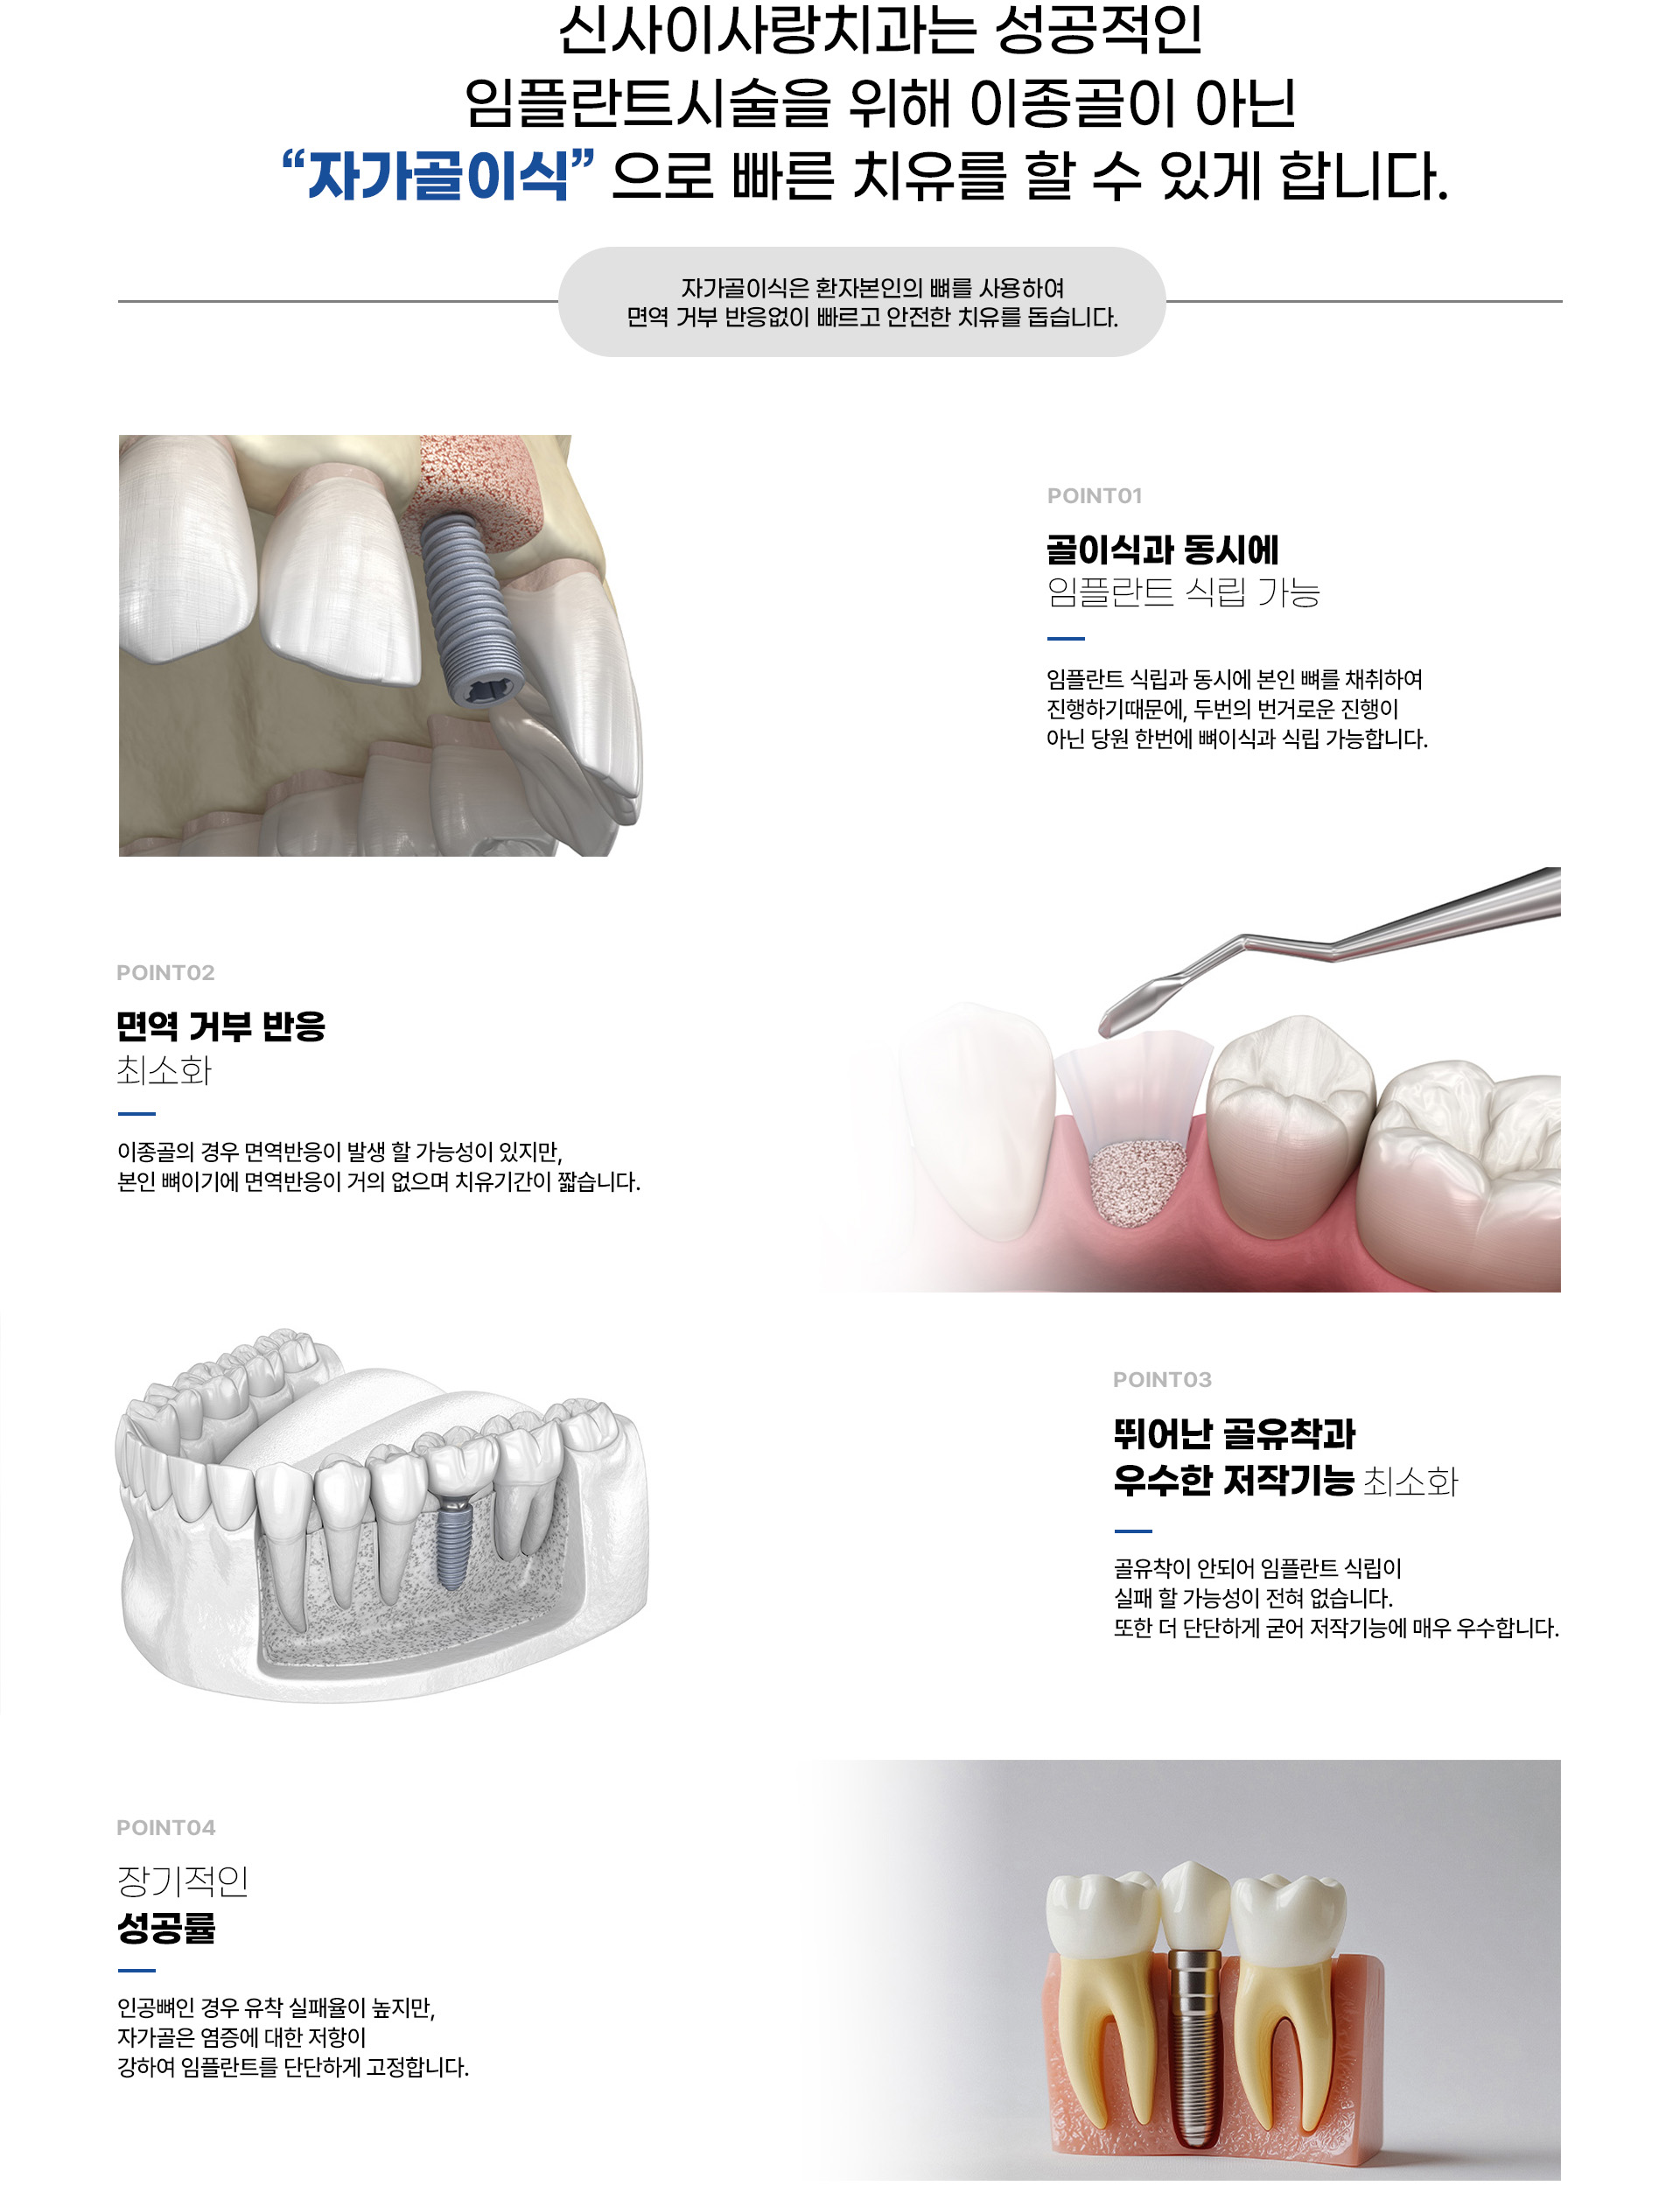 신사이사랑치과는 성공적인
임플란트시술을 위해 이종골이 아닌
“자가골이식” 으로 빠른 치유를 할 수 있게 합니다.
자가골이식은 환자본인의 뼈를 사용하여
면역 거부 반응없이 빠르고 안전한 치유를 돕습니다.
POINT01
골이식과 동시에
임플란트 식립 가능
임플란트 식립과 동시에 본인 뼈를 채취하여
진행하기때문에, 두번의 번거로운 진행이
아닌 당원 한번에 뼈이식과 식립 가능합니다.
POINT02
면역 거부 반응
최소화
이종골의 경우 면역반응이 발생 할 가능성이 있지만,
본인 뼈이기에 면역반응이 거의 없으며 치유기간이 짧습니다.
POINT03
뛰어난 골유착과
우수한 저작기능 최소화
골유착이 안되어 임플란트 식립이
실패 할 가능성이 전혀 없습니다.
또한 더 단단하게 굳어 저작기능에 매우 우수합니다.
POINT04
장기적인
성공률
인공뼈인 경우 유착 실패율이 높지만,
자가골은 염증에 대한 저항이
강하여 임플란트를 단단하게 고정합니다.